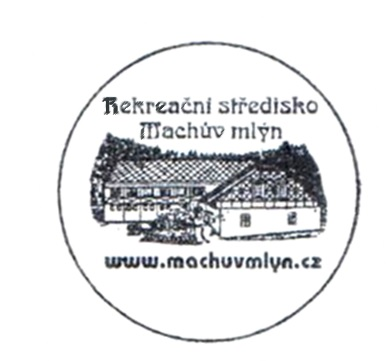 Rekreační středisko
Machův mlýn
www.machuvmlyn.cz